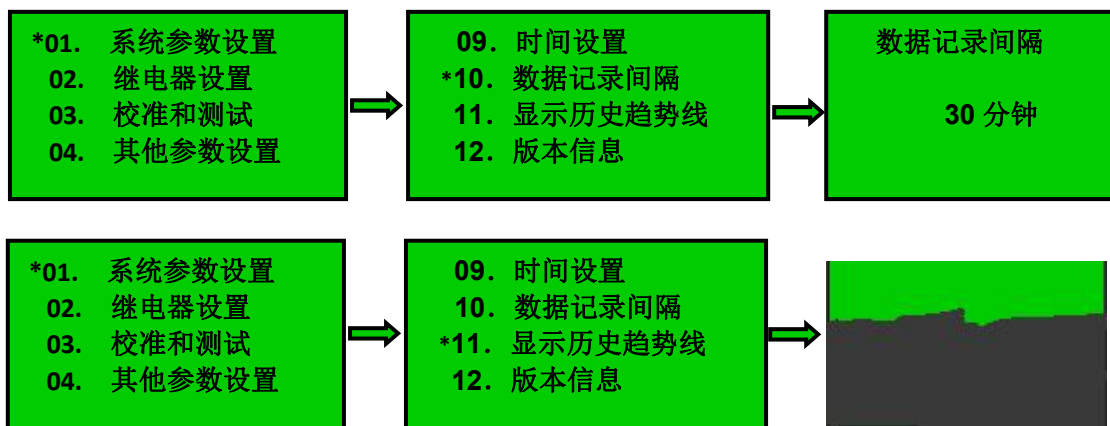 *01. 系统参数设置
02. 继电器设置
03. 校准和测试
04. 其他参数设置
09. 时间设置
*10. 数据记录间隔
11. 显示历史趋势线
12. 版本信息
数据记录间隔
30 分钟
*01. 系统参数设置
02. 继电器设置
03. 校准和测试
04. 其他参数设置
09. 时间设置
10. 数据记录间隔
*11. 显示历史趋势线
12. 版本信息